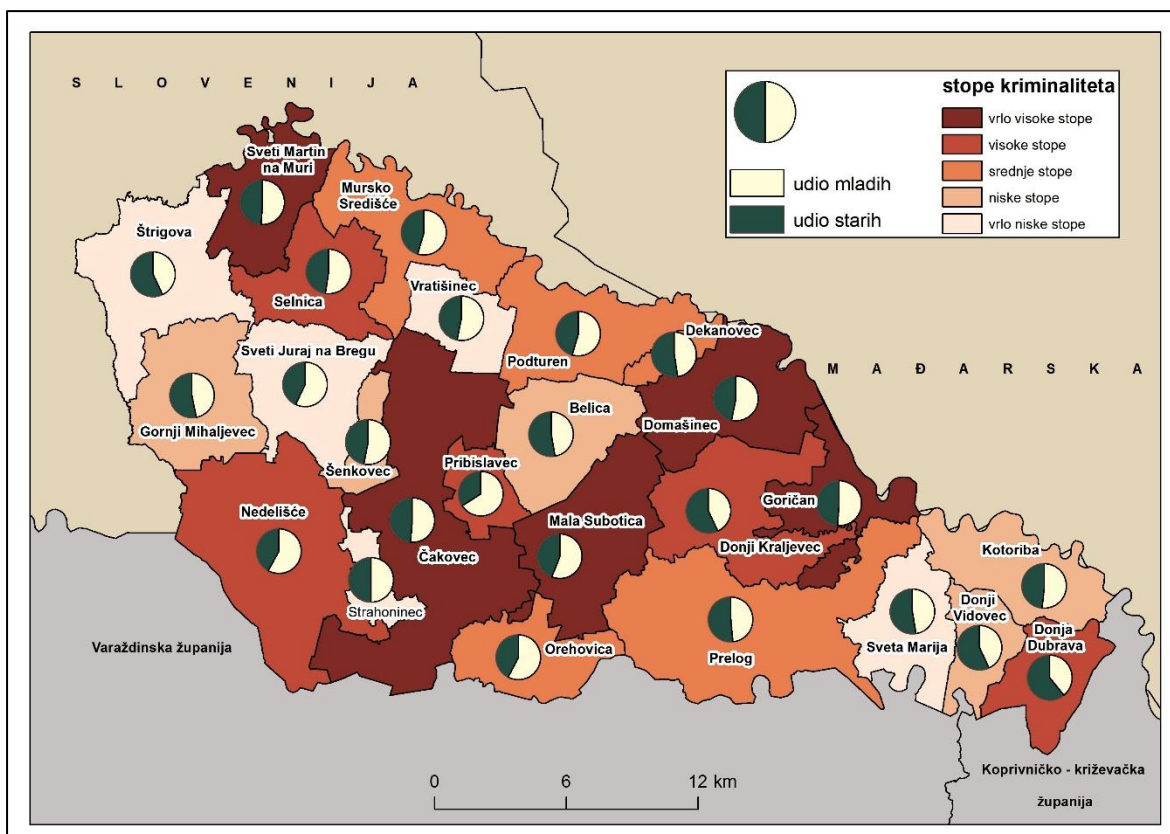 S L O V E N I J A
stope kriminaliteta
vrlo visoke stope
visoke stope
srednje stope
niske stope
vrlo niske stope
udio mladih
udio starih
Sveti Martin
na Muri
Mursko
Središće
Štrigova
Selnica
Vratišinec
Dekanovec
Podturen
Sveti Juraj na Bregu
M A Đ A R S K A
Belica
Domašinec
Gornji Mihaljevec
Šenkovec
Pribislavec
Nedelišće
Mala Subotica
Goričan
Čakovec
Donji Kraljevec
Kotoriba
Strahoninec
Donji
Vidovec
Donja
Dubrava
Varaždinska županija
Orehovica
Prelog
Sveta Marija
0 6 12 km
Koprivničko - križevačka
županija